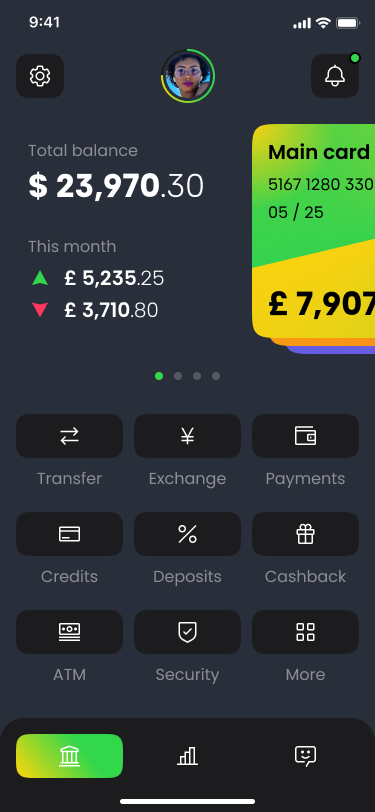 9:41
Total balance
$ 23,970.30
This month
£ 5,235.25
£ 3,710.80
Main card
5167 1280 330
05 / 25
£ 7,907
Transfer
Exchange
Payments
Credits
Deposits
Cashback
ATM
Security
More